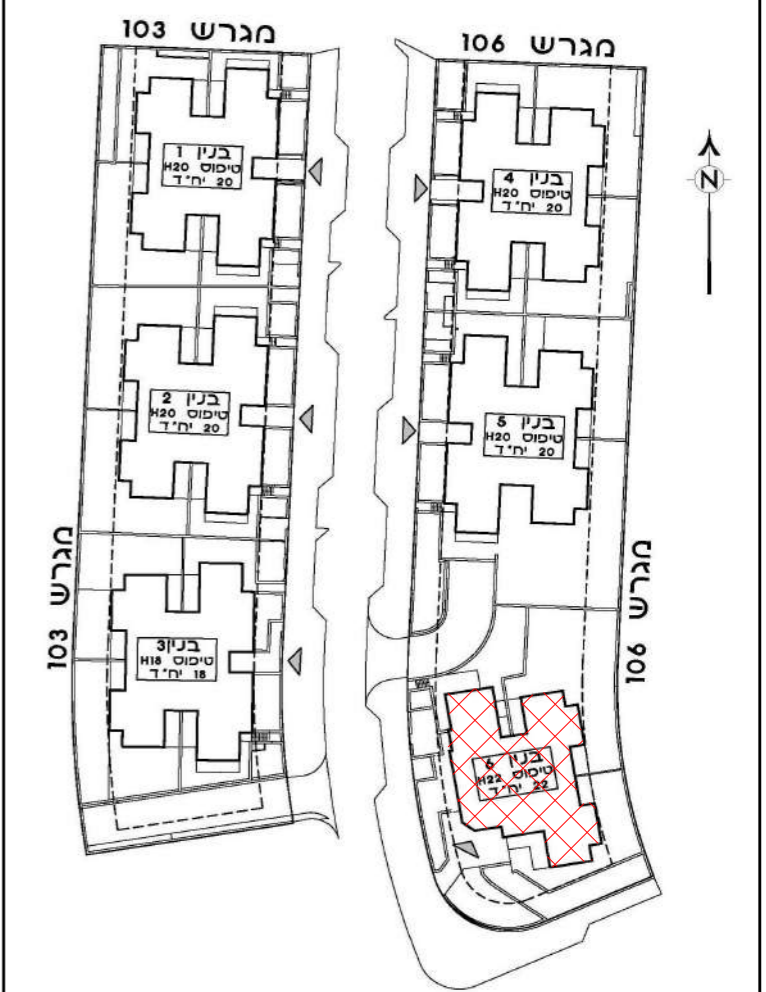 מגרש 103
מגרש 106
בנין 1
טיפוס H20
20 יח"ד
בנין 4
טיפוס H20
20 יח"ד
N
בנין 2
טיפוס H20
20 יח"ד
בנין 5
טיפוס H20
20 יח"ד
מגרש 103
בנין3
טיפוס H18
18 יח"ד
מגרש 106
בנין 6
טיפוס H22
22 יח"ד